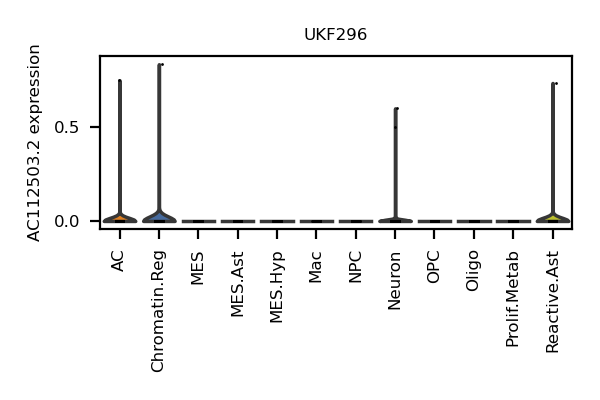 UKF296
AC112503.2 expression
0.5
0.0
AC
Chromatin.Reg
MES
MES.Ast
MES.Hyp
Mac
NPC
Neuron
OPC
Oligo
Prolif.Metab
Reactive.Ast